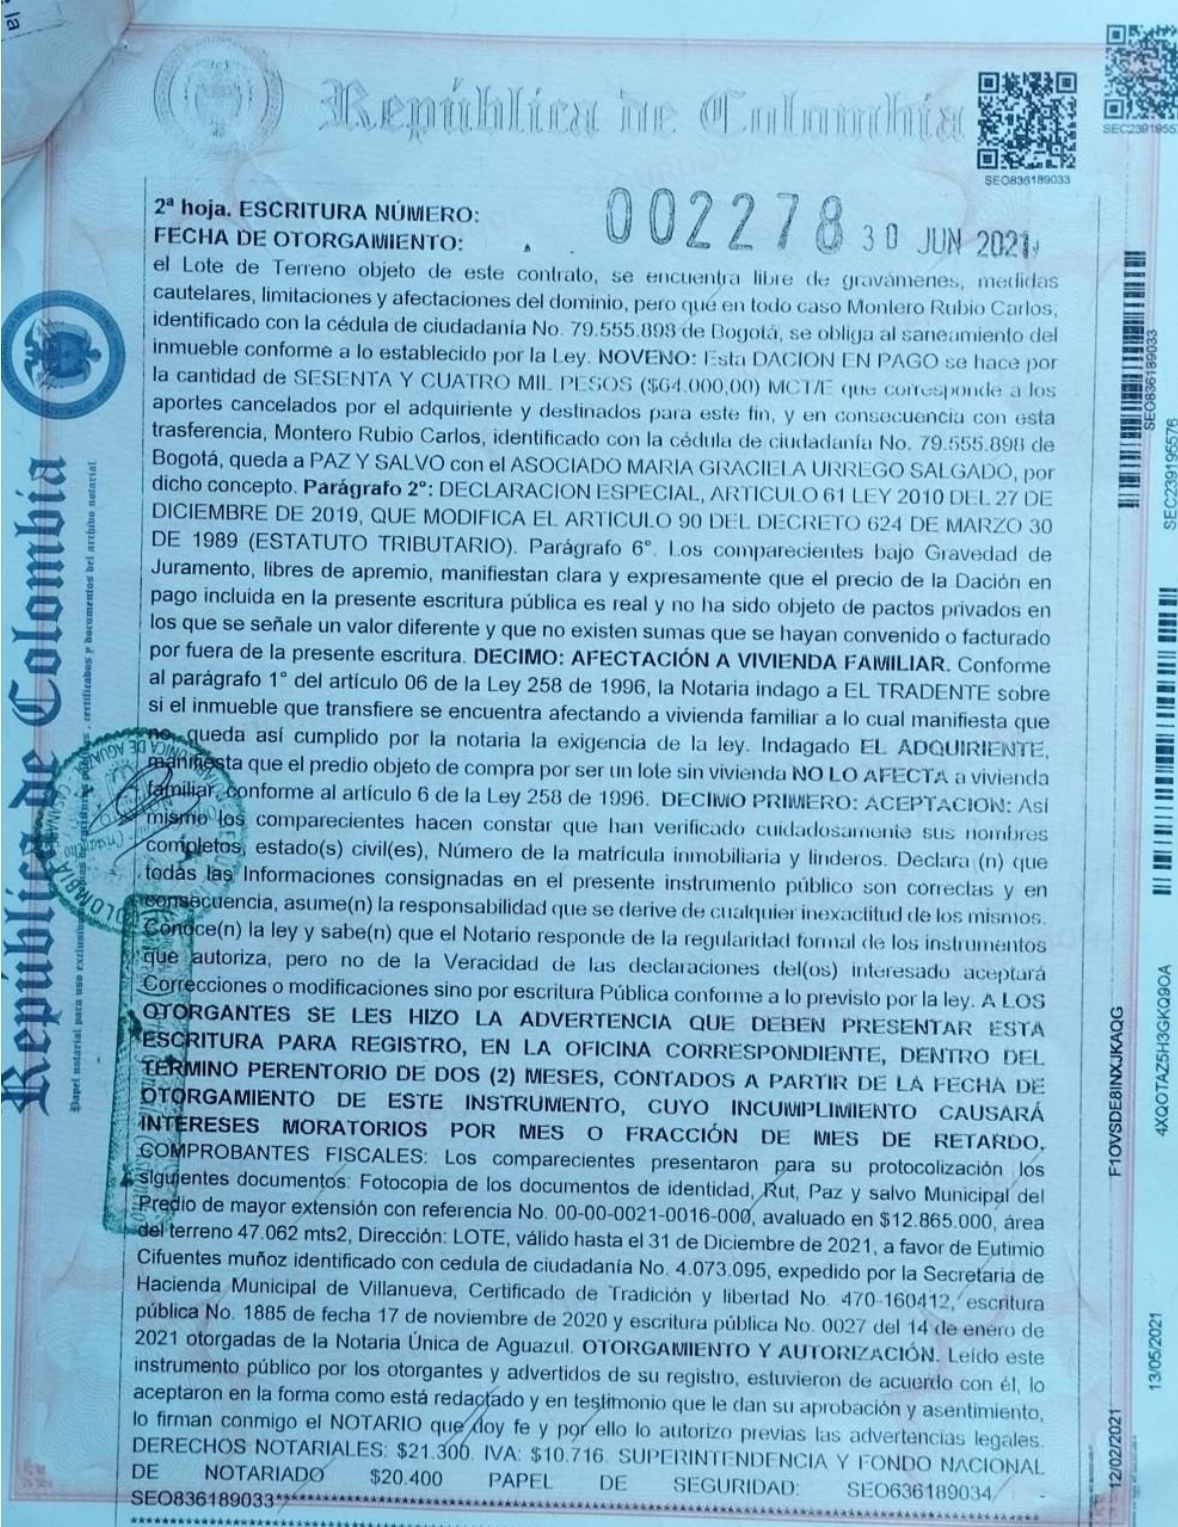 República de Colombia
SEO836189033
2ª hoja. ESCRITURA NÚMERO:
002278 30 JUN 2021
FECHA DE OTORGAMIENTO:
el Lote de Terreno objeto de este contrato, se encuentra libre de gravámenes, medidas
cautelares, limitaciones y afectaciones del dominio, pero que en todo caso Montero Rubio Carlos,
identificado con la cédula de ciudadanía No. 79.555.898 de Bogotá, se obliga al saneamiento del
inmueble conforme a lo establecido por la Ley. NOVENO: Esta DACION EN PAGO se hace por
la cantidad de SESENTA Y CUATRO MIL PESOS ($64.000,00) MCT/E que corresponde a los
aportes cancelados por el adquiriente y destinados para este fin, y en consecuencia con esta
trasferencia, Montero Rubio Carlos, identificado con la cédula de ciudadanía No. 79.555.898 de
Bogotá, queda a PAZ Y SALVO con el ASOCIADO MARIA GRACIELA URREGO SALGADO, por
dicho concepto. Parágrafo 2°: DECLARACION ESPECIAL, ARTICULO 61 LEY 2010 DEL 27 DE
DICIEMBRE DE 2019, QUE MODIFICA EL ARTICULO 90 DEL DECRETO 624 DE MARZO 30
DE 1989 (ESTATUTO TRIBUTARIO). Parágrafo 6°. Los comparecientes bajo Gravedad de
Juramento, libres de apremio, manifiestan clara y expresamente que el precio de la Dación en
pago incluida en la presente escritura pública es real y no ha sido objeto de pactos privados en
los que se señale un valor diferente y que no existen sumas que se hayan convenido o facturado
por fuera de la presente escritura. DECIMO: AFECTACIÓN A VIVIENDA FAMILIAR. Conforme
al parágrafo 1° del artículo 06 de la Ley 258 de 1996, la Notaria indago a EL TRADENTE sobre
si el inmueble que transfiere se encuentra afectando a vivienda familiar a lo cual manifiesta que
no, queda así cumplido por la notaria la exigencia de la ley. Indagado EL ADQUIRIENTE,
manifiesta que el predio objeto de compra por ser un lote sin vivienda NO LO AFECTA a vivienda
familiar, conforme al artículo 6 de la Ley 258 de 1996. DECIMO PRIMERO: ACEPTACION: Así
mismo los comparecientes hacen constar que han verificado cuidadosamente sus nombres
completos, estado(s) civil(es), Número de la matrícula inmobiliaria y linderos. Declara (n) que
todas las Informaciones consignadas en el presente instrumento público son correctas y en
consecuencia, asume(n) la responsabilidad que se derive de cualquier inexactitud de los mismos.
Conoce(n) la ley y sabe(n) que el Notario responde de la regularidad formal de los instrumentos
que autoriza, pero no de la Veracidad de las declaraciones del(os) interesado aceptará
Correcciones o modificaciones sino por escritura Pública conforme a lo previsto por la ley. A LOS
OTORGANTES SE LES HIZO LA ADVERTENCIA QUE DEBEN PRESENTAR ESTA
ESCRITURA PARA REGISTRO, EN LA OFICINA CORRESPONDIENTE, DENTRO DEL
TERMINO PERENTORIO DE DOS (2) MESES, CONTADOS A PARTIR DE LA FECHA DE
OTORGAMIENTO DE ESTE INSTRUMENTO, CUYO INCUMPLIMIENTO CAUSARÁ
INTERESES MORATORIOS POR MES O FRACCIÓN DE MES DE RETARDO.
COMPROBANTES FISCALES: Los comparecientes presentaron para su protocolización los
siguientes documentos: Fotocopia de los documentos de identidad, Rut, Paz y salvo Municipal del
Predio de mayor extensión con referencia No. 00-00-0021-0016-000, avaluado en $12.865.000, área
del terreno 47.062 mts2, Dirección: LOTE, válido hasta el 31 de Diciembre de 2021, a favor de Eutimio
Cifuentes muñoz identificado con cedula de ciudadanía No. 4.073.095, expedido por la Secretaria de
Hacienda Municipal de Villanueva, Certificado de Tradición y libertad No. 470-160412, escritura
pública No. 1885 de fecha 17 de noviembre de 2020 y escritura pública No. 0027 del 14 de enero de
2021 otorgadas de la Notaria Única de Aguazul. OTORGAMIENTO Y AUTORIZACIÓN. Leído este
instrumento público por los otorgantes y advertidos de su registro, estuvieron de acuerdo con él, lo
aceptaron en la forma como está redactado y en testimonio que le dan su aprobación y asentimiento,
lo firman conmigo el NOTARIO que doy fe y por ello lo autorizo previas las advertencias legales.
DERECHOS NOTARIALES: $21.300. IVA: $10.716. SUPERINTENDENCIA Y FONDO NACIONAL
DE NOTARIADO $20.400 PAPEL DE SEGURIDAD: SEO636189034 -
SEO836189033
República de Colombia
SEO836189033
SEC239195576
4XQOTAZ5H3GKQ9OA
F1OVSDE8INXJKAQG
13/05/2021
12/02/2021